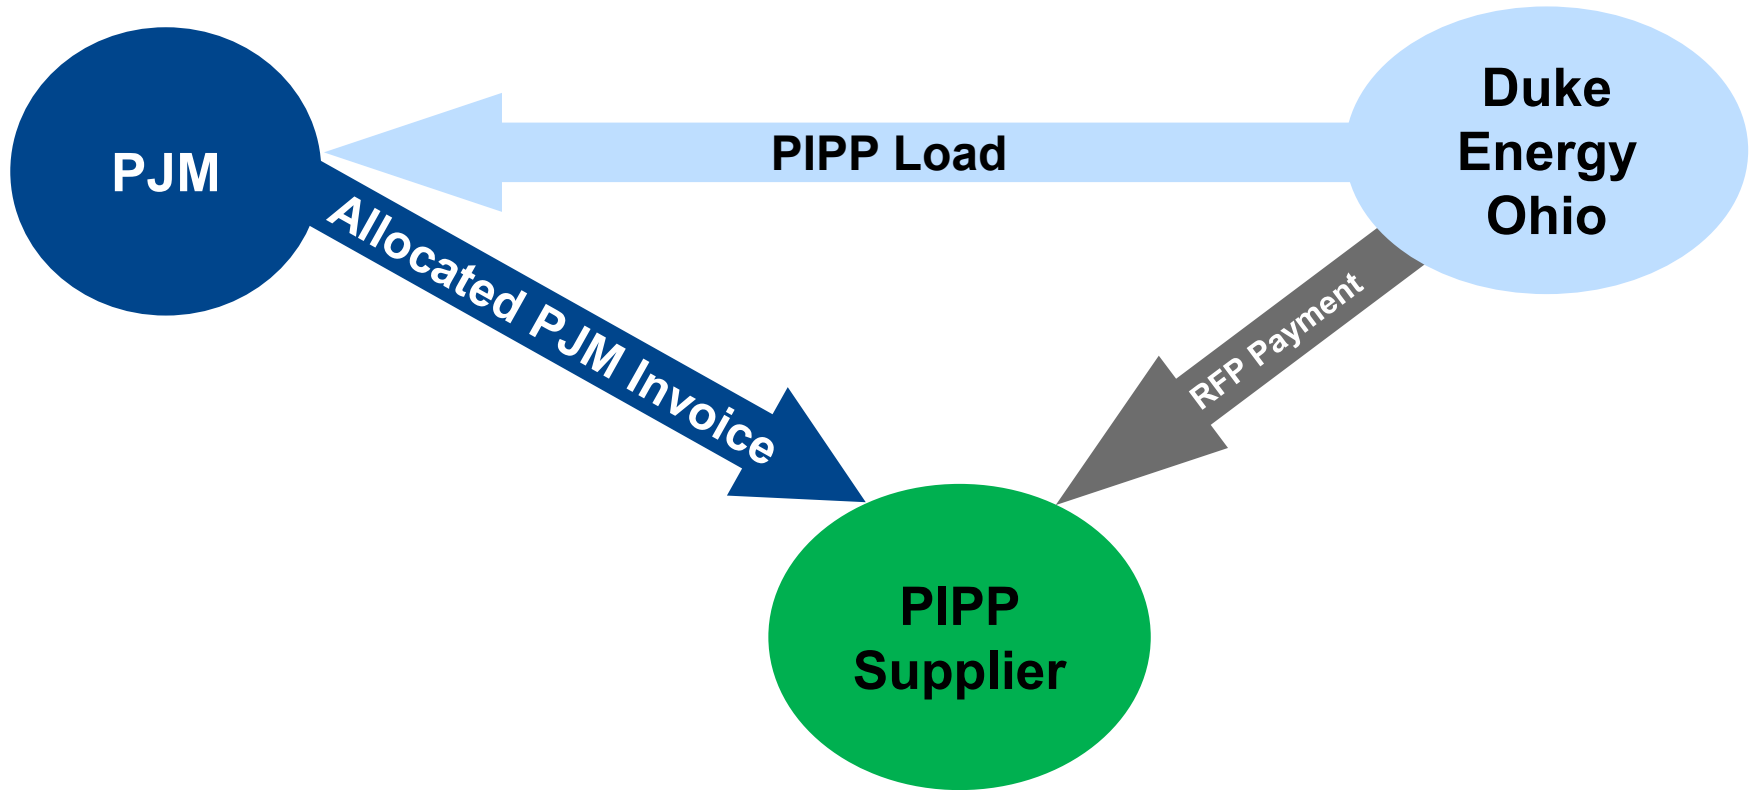 PJM
PIPP Load
Duke
Energy
Ohio
Allocated PJM Invoice
RFP Payment
PIPP
Supplier